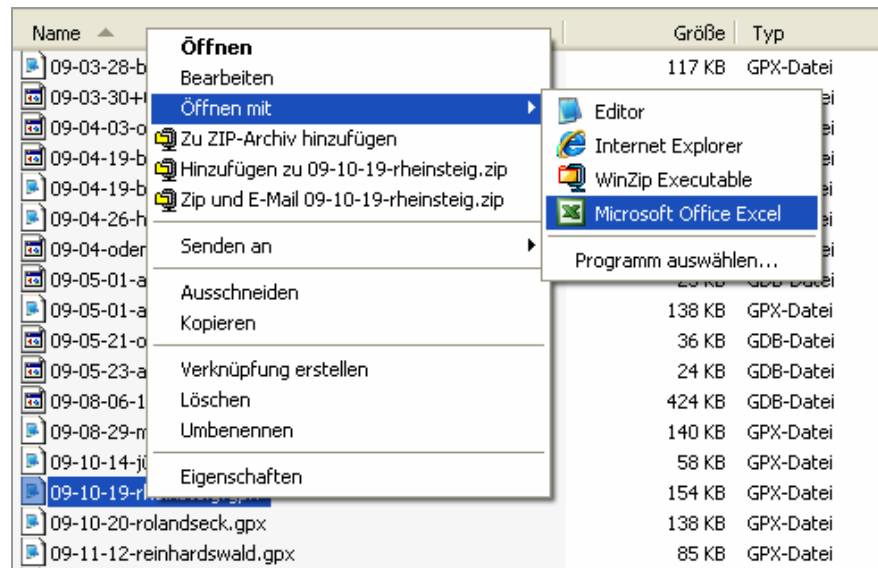 Name Größe Typ
09-03-28-b 117 KB GPX-Datei
09-03-30+
09-04-03-o
09-04-19-b
09-04-19-b
09-04-26-h
09-04-oder
09-05-01-a KB GDB-Datei
09-05-01-a 138 KB GPX-Datei
09-05-21-o 36 KB GDB-Datei
09-05-23-a 24 KB GDB-Datei
09-08-06-1 424 KB GDB-Datei
09-08-29-m 140 KB GPX-Datei
09-10-14-jü 58 KB GPX-Datei
09-10-19-r 154 KB GPX-Datei
09-10-20-rolandseck.gpx 138 KB GPX-Datei
09-11-12-reinhardswald.gpx 85 KB GPX-Datei
Öffnen
Bearbeiten
Öffnen mit
Zu ZIP-Archiv hinzufügen
Hinzufügen zu 09-10-19-rheinsteig.zip
Zip und E-Mail 09-10-19-rheinsteig.zip
Senden an
Ausschneiden
Kopieren
Verknüpfung erstellen
Löschen
Umbenennen
Eigenschaften
Editor
Internet Explorer
WinZip Executable
Microsoft Office Excel
Programm auswählen...